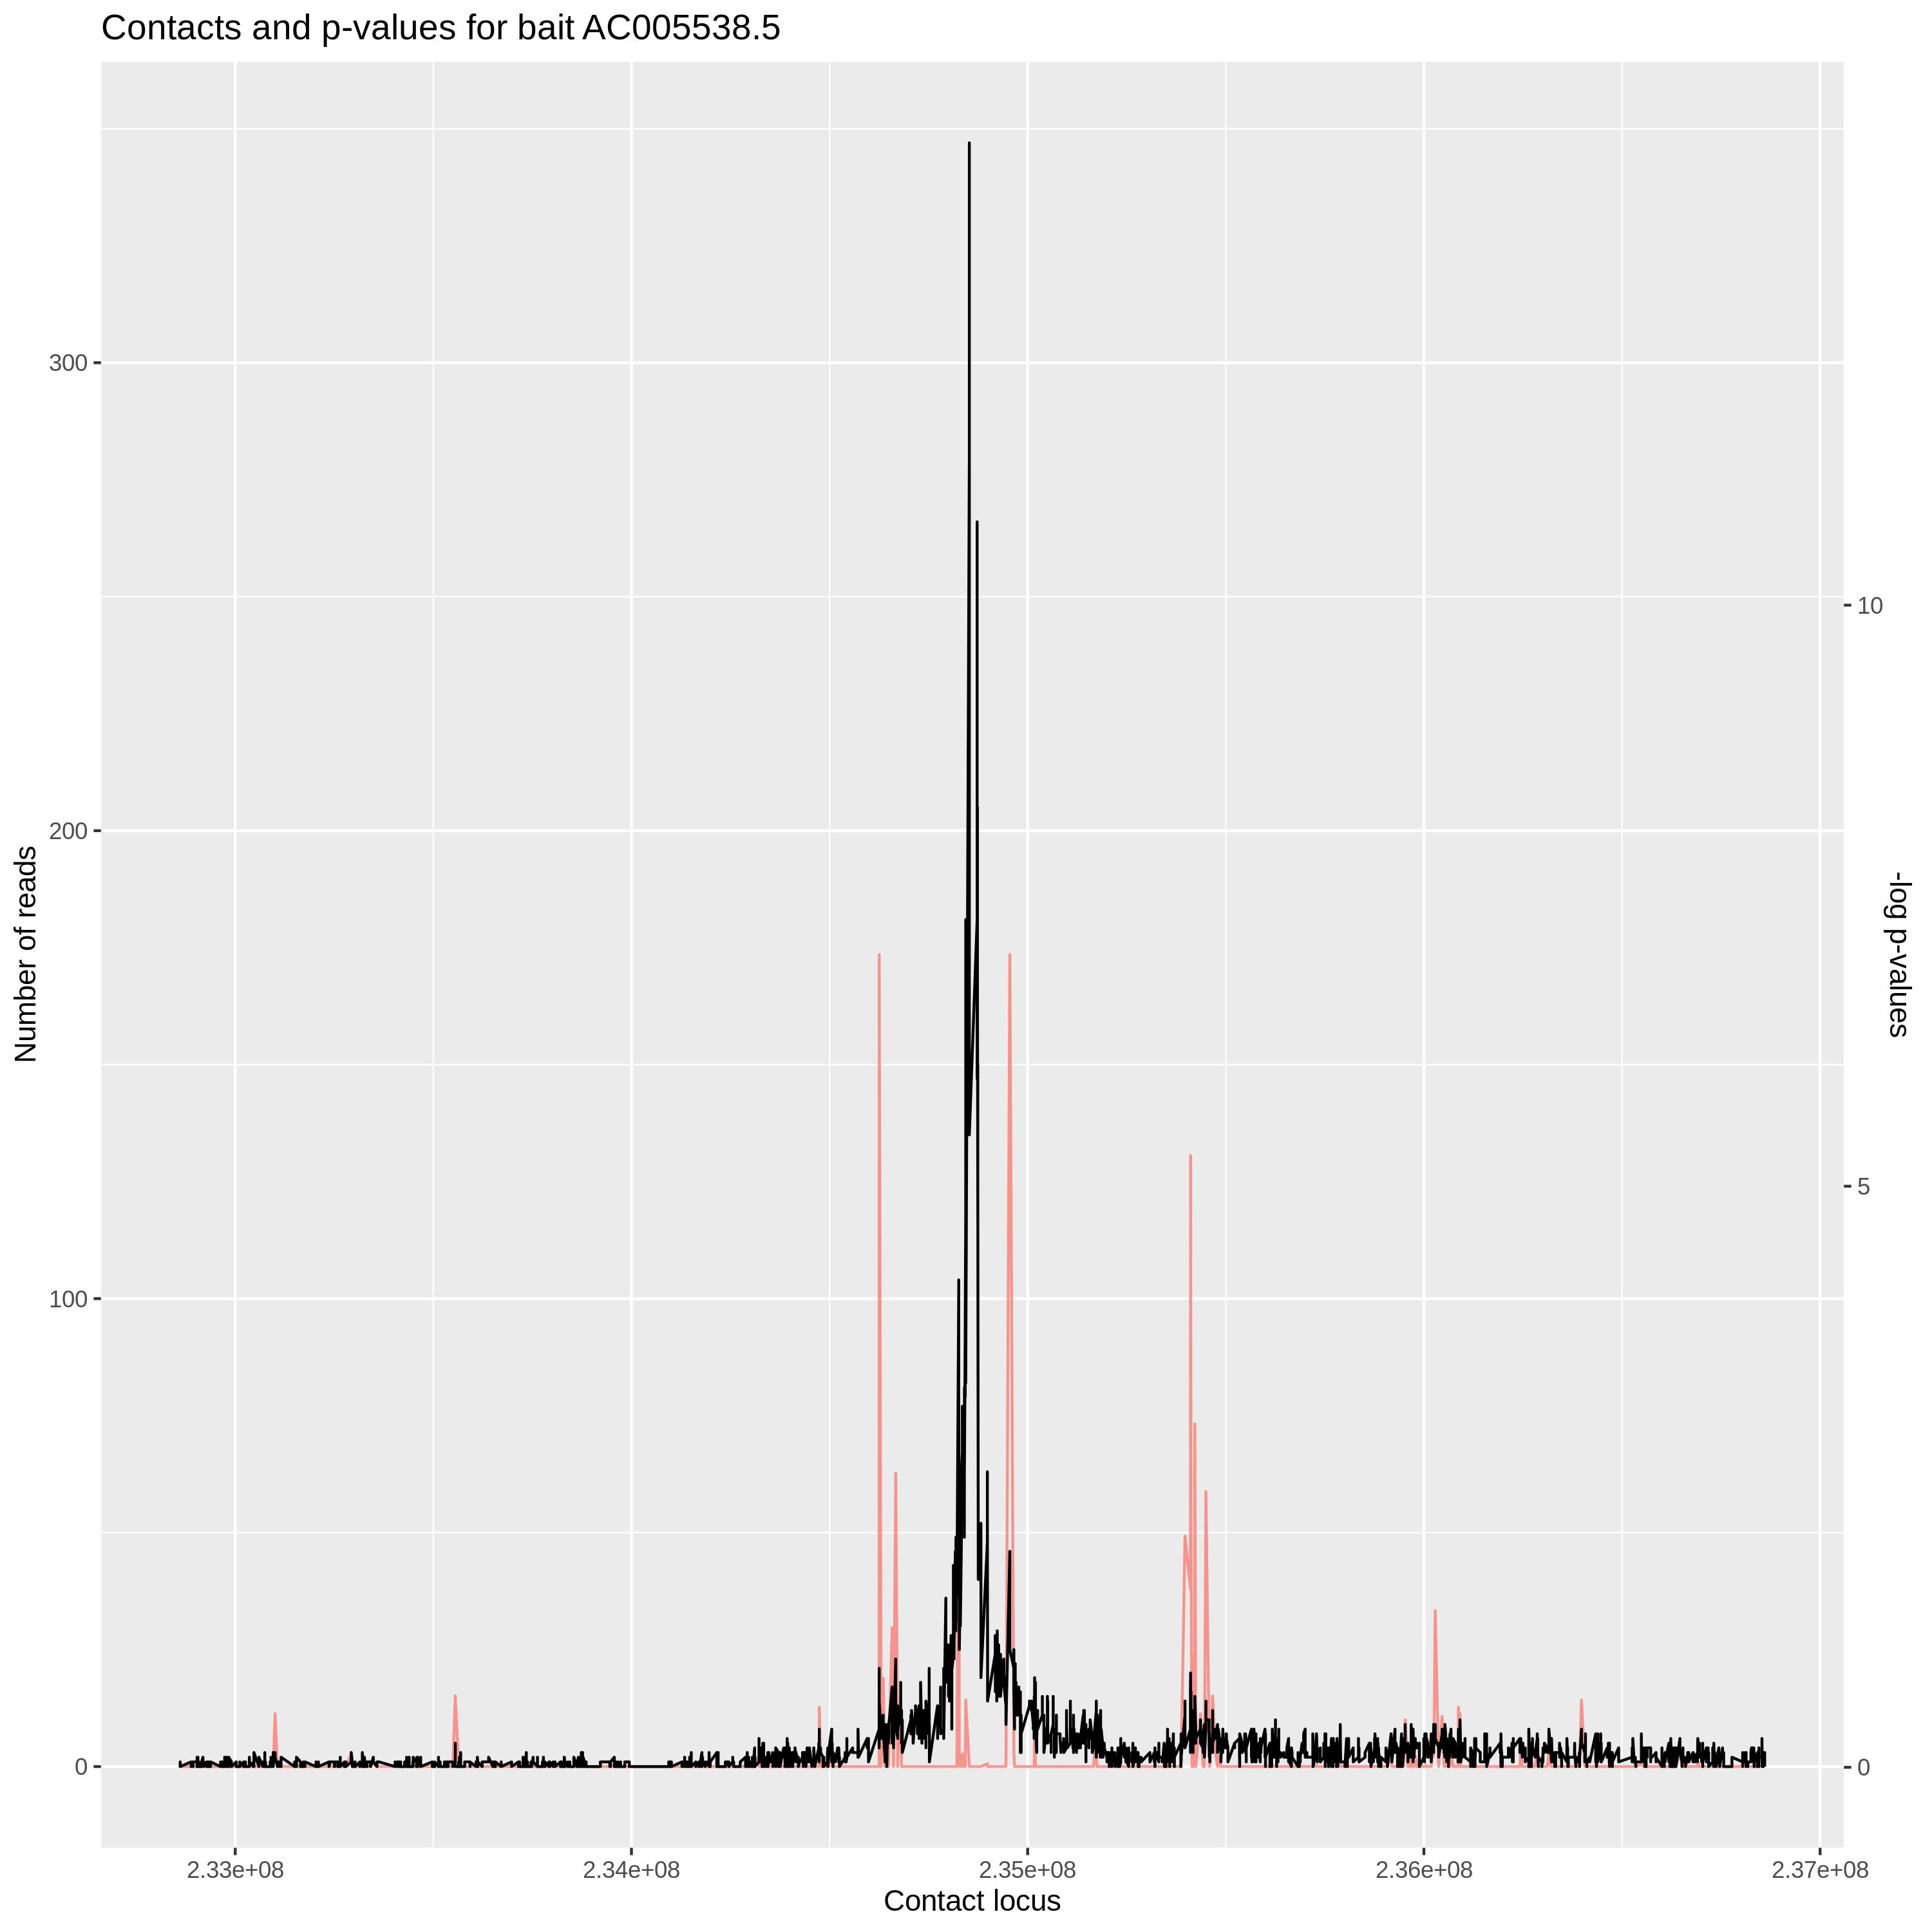 Contacts and p-values for bait AC005538.5
Number of reads
300
200
100
0
10
5
0
-log p-values
2.33e+08
2.34e+08
2.35e+08
2.36e+08
2.37e+08
Contact locus